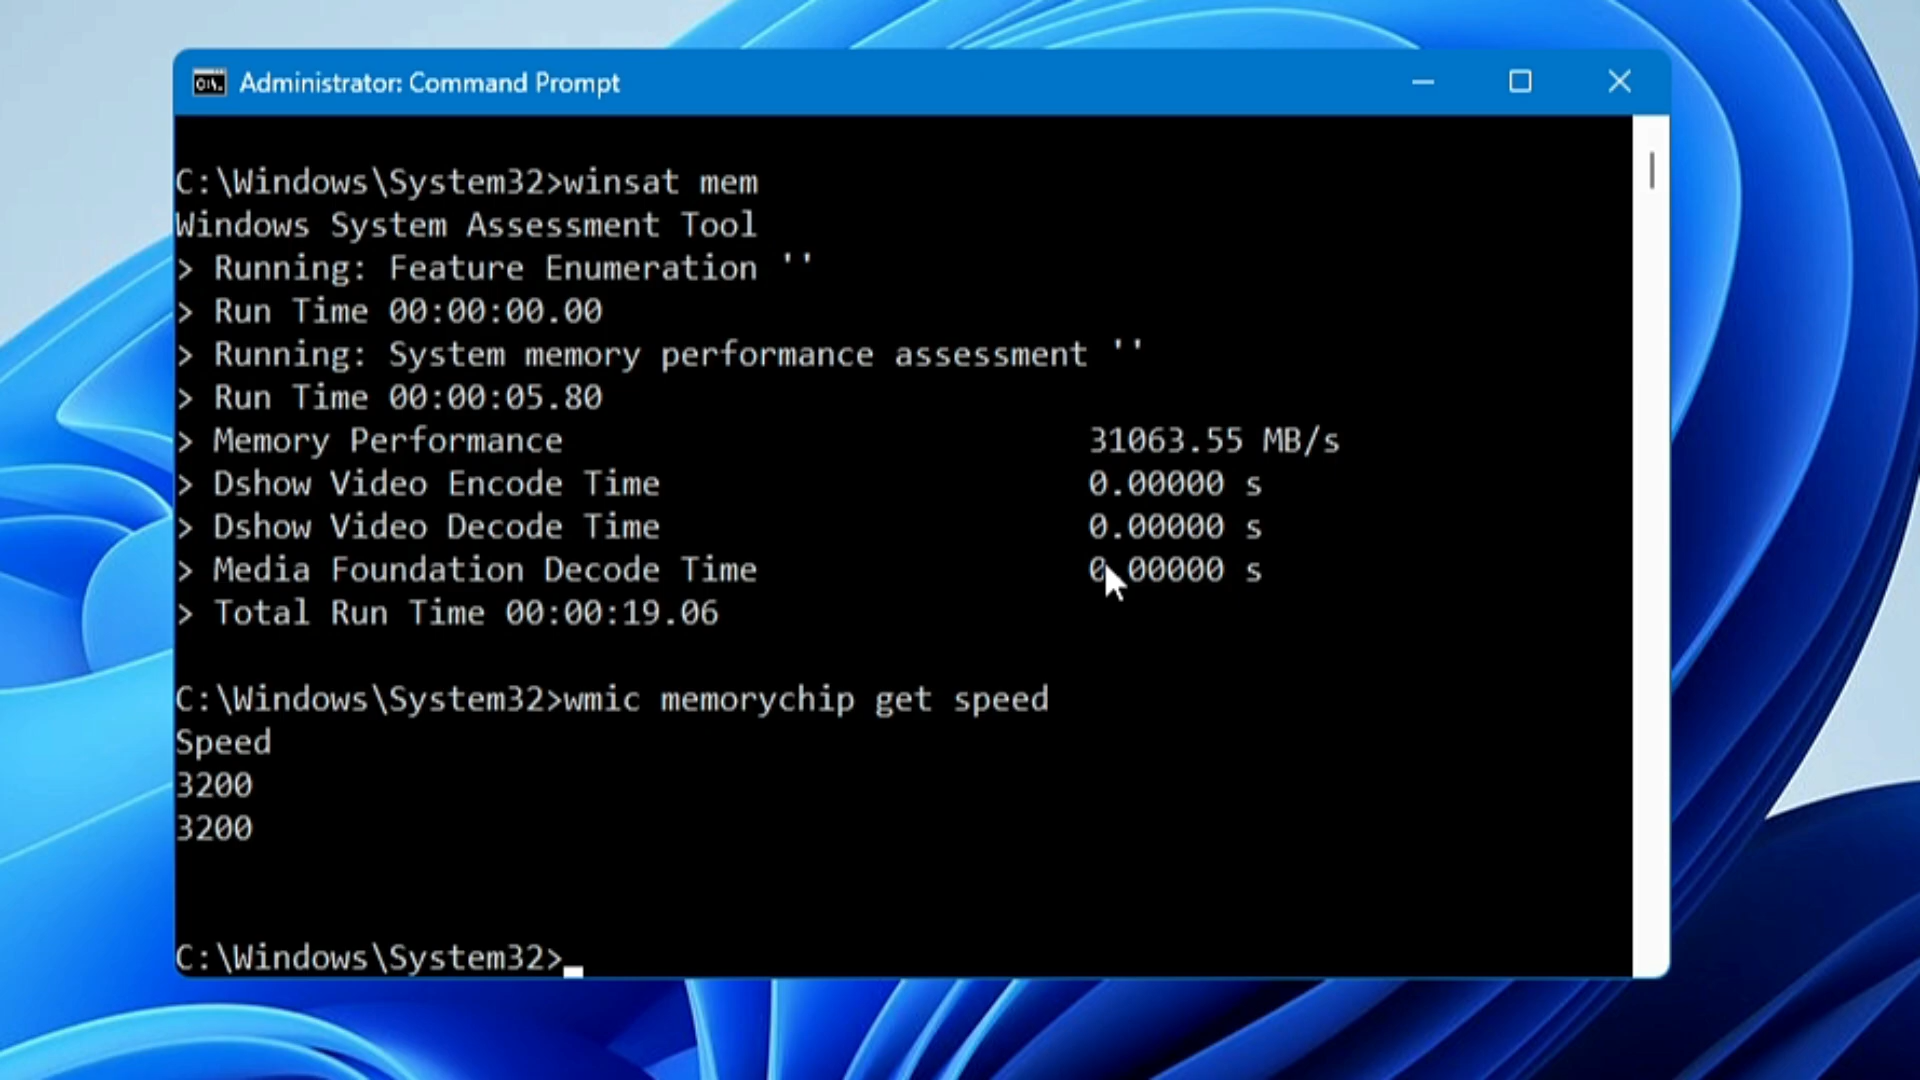 Administrator: Command Prompt
C:\Windows\System32>winsat mem
Windows System Assessment Tool
> Running: Feature Enumeration ''
> Run Time 00:00:00.00
> Running: System memory performance assessment ''
> Run Time 00:00:05.80
> Memory Performance 31063.55 MB/s
> Dshow Video Encode Time 0.00000 s
> Dshow Video Decode Time 0.00000 s
> Media Foundation Decode Time 0.00000 s
> Total Run Time 00:00:19.06
C:\Windows\System32>wmic memorychip get speed
Speed
3200
3200
C:\Windows\System32>